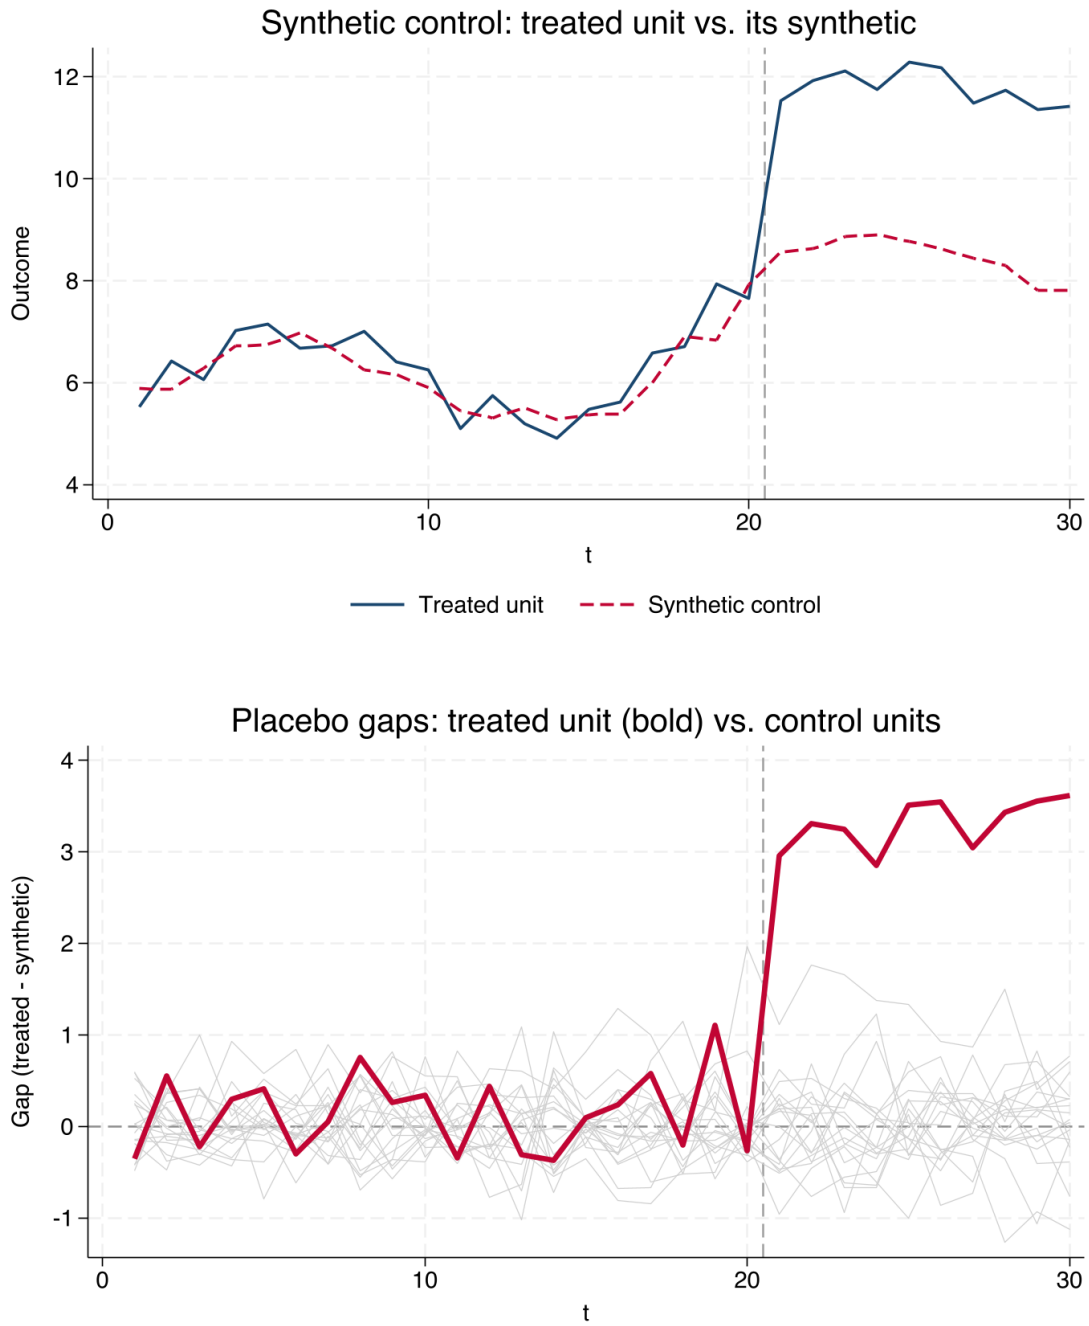 Synthetic control: treated unit vs. its synthetic
12
10
8
6
4
Outcome
0 10 20 30
t
Treated unit Synthetic control
Placebo gaps: treated unit (bold) vs. control units
4
3
2
1
0
-1
Gap (treated - synthetic)
0 10 20 30
t